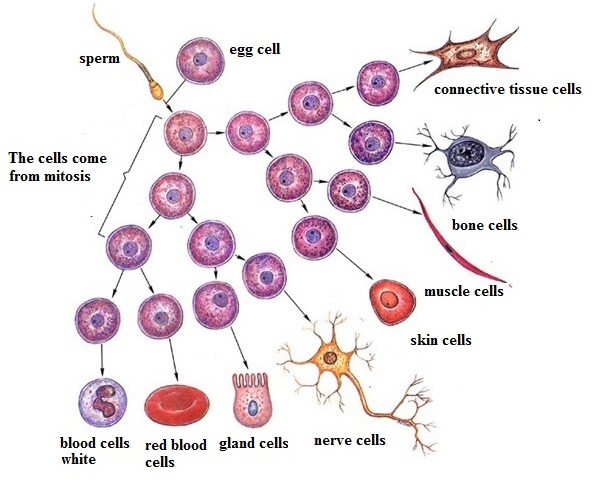 sperm
egg cell
connective tissue cells
The cells come
from mitosis
bone cells
muscle cells
skin cells
blood cells
white
red blood
cells
gland cells
nerve cells